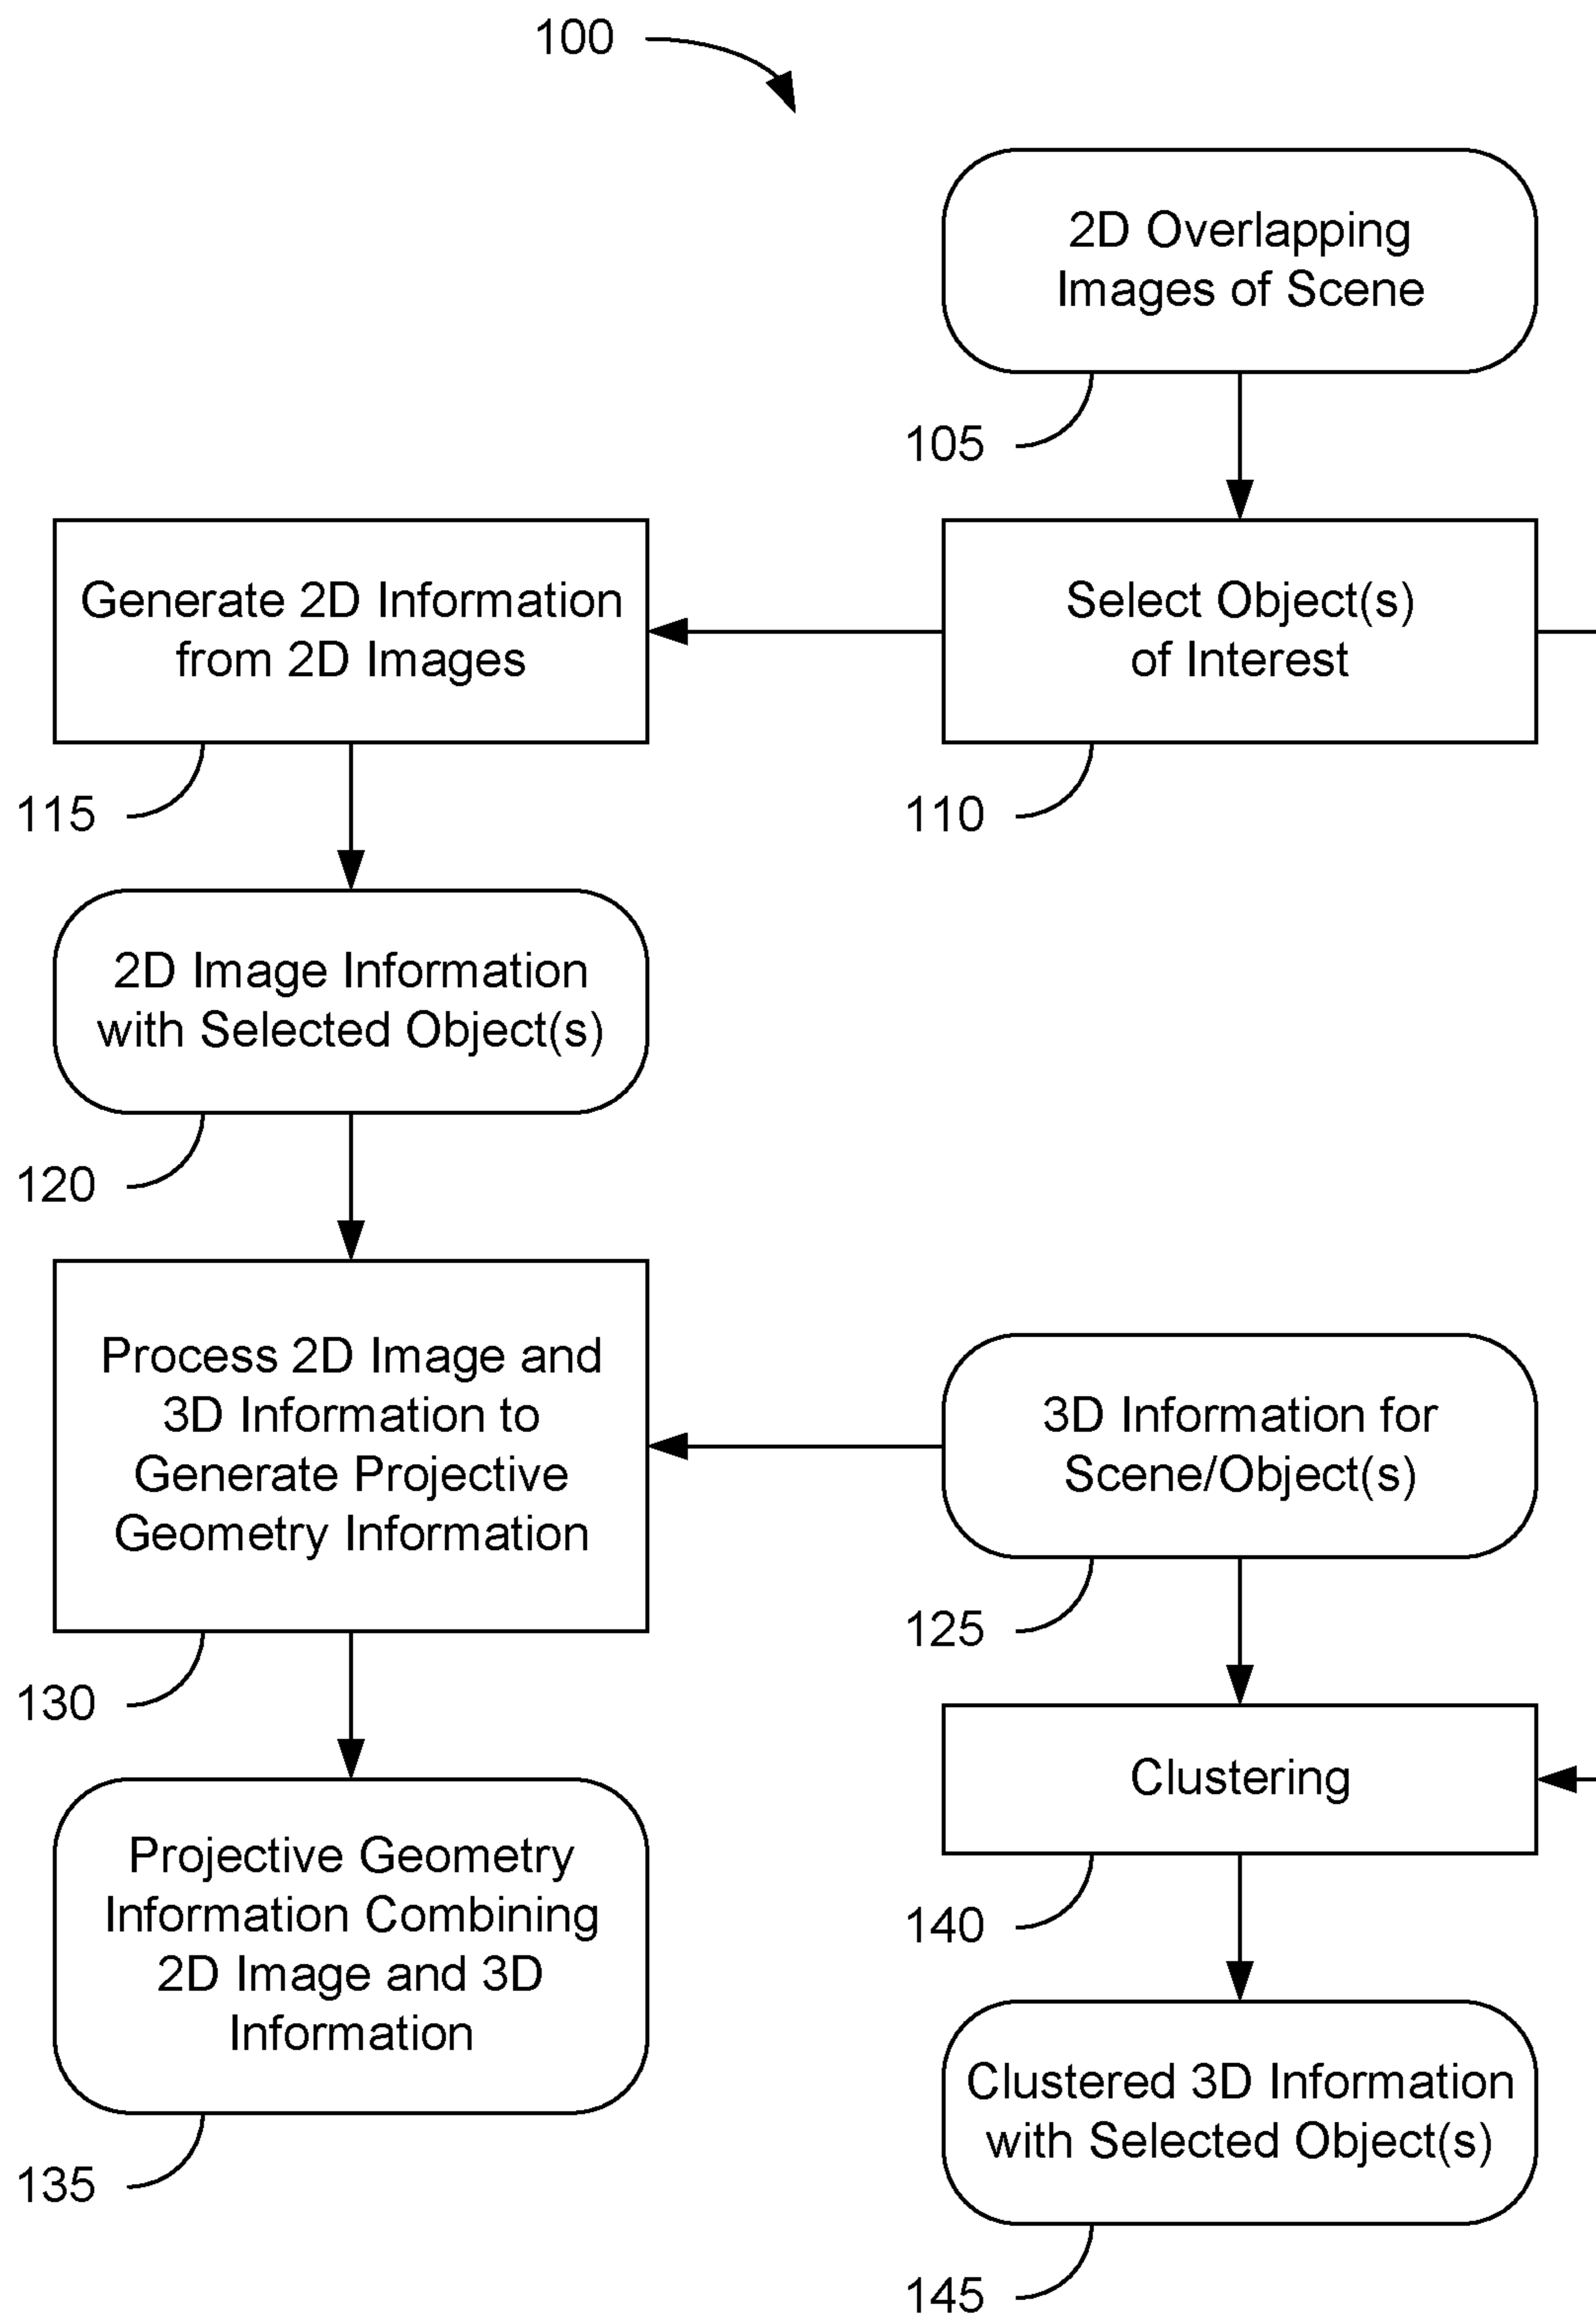 100
2D Overlapping
Images of Scene
105
Generate 2D Information
from 2D Images
Select Object(s)
of Interest
115
110
2D Image Information
with Selected Object(s)
120
Process 2D Image and
3D Information to
Generate Projective
Geometry Information
3D Information for
Scene/Object(s)
125
130
Clustering
Projective Geometry
Information Combining
2D Image and 3D
Information
140
Clustered 3D Information
with Selected Object(s)
135
145